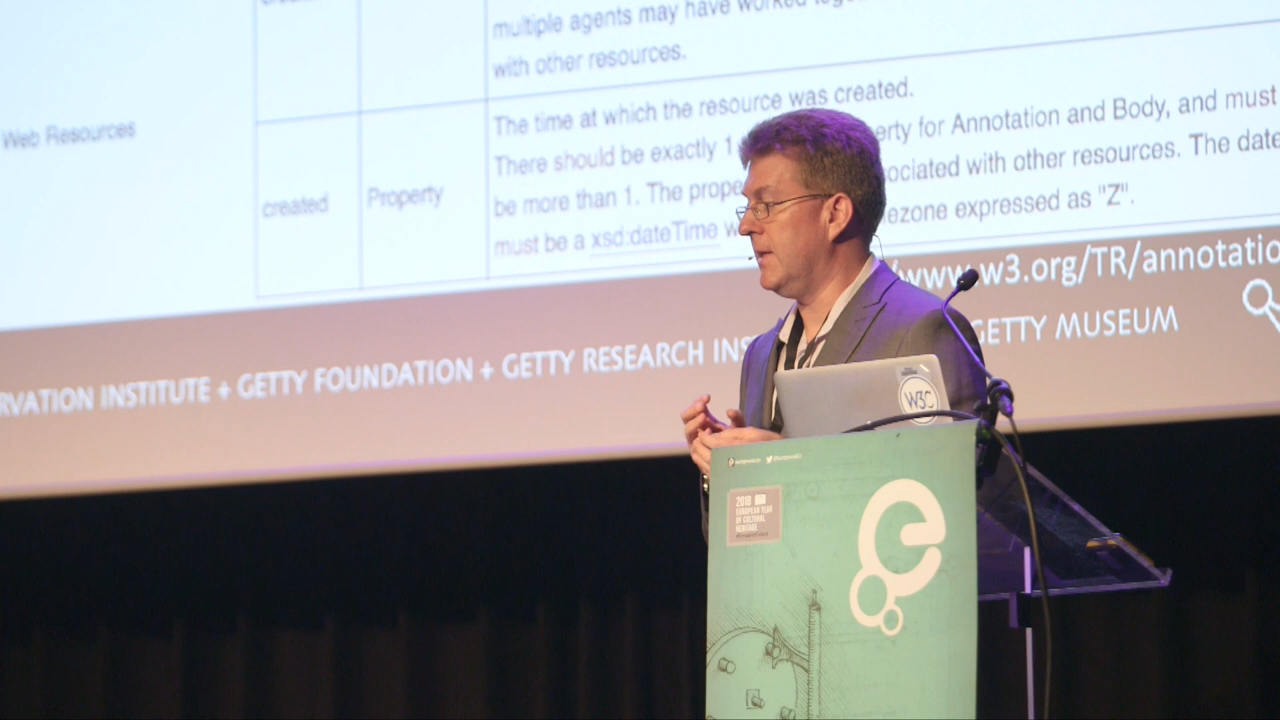 multiple agents may have worked
with other resources.
Web Resources
created
Property
The time at which the resource was created.
There should be exactly 1 erty for Annotation and Body, and must
be more than 1. The prope ociated with other resources. The date
must be a xsd:dateTime w ezone expressed as "Z".
/www.w3.org/TR/annotatio
RVATION INSTITUTE + GETTY FOUNDATION + GETTY RESEARCH INS GETTY MUSEUM
W3C
2018
EUROPEAN YEAR
OF CULTURAL
HERITAGE
e